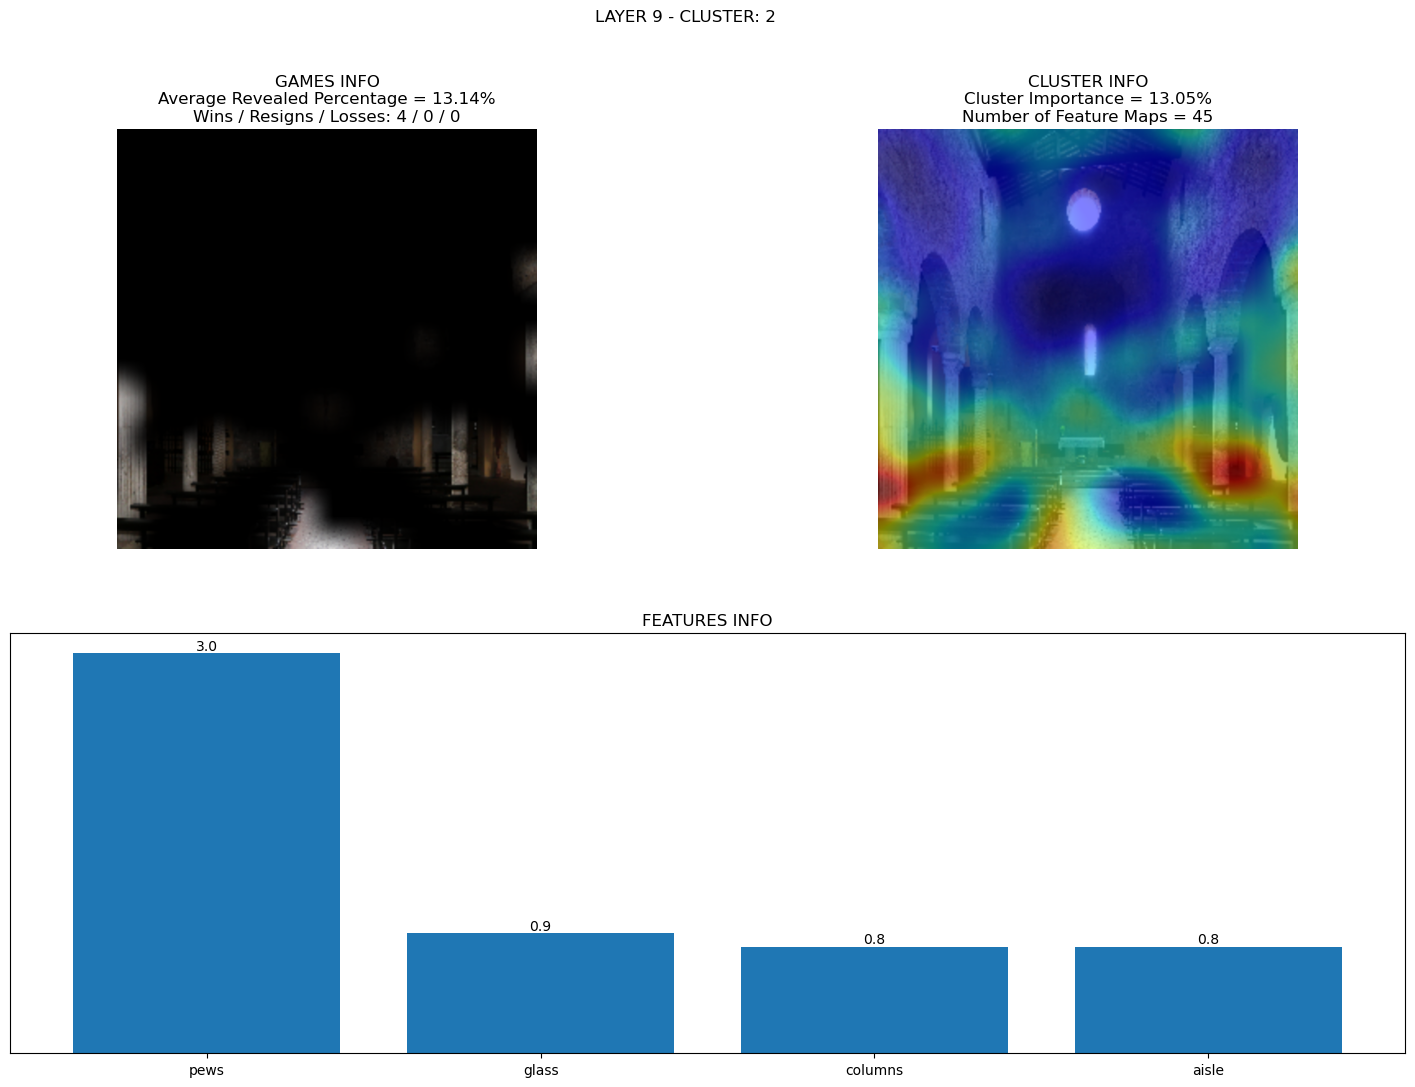 LAYER 9 - CLUSTER: 2
GAMES INFO
Average Revealed Percentage = 13.14%
Wins / Resigns / Losses: 4 / 0 / 0
CLUSTER INFO
Cluster Importance = 13.05%
Number of Feature Maps = 45
FEATURES INFO
3.0
0.9
0.8
0.8
pews
glass
columns
aisle